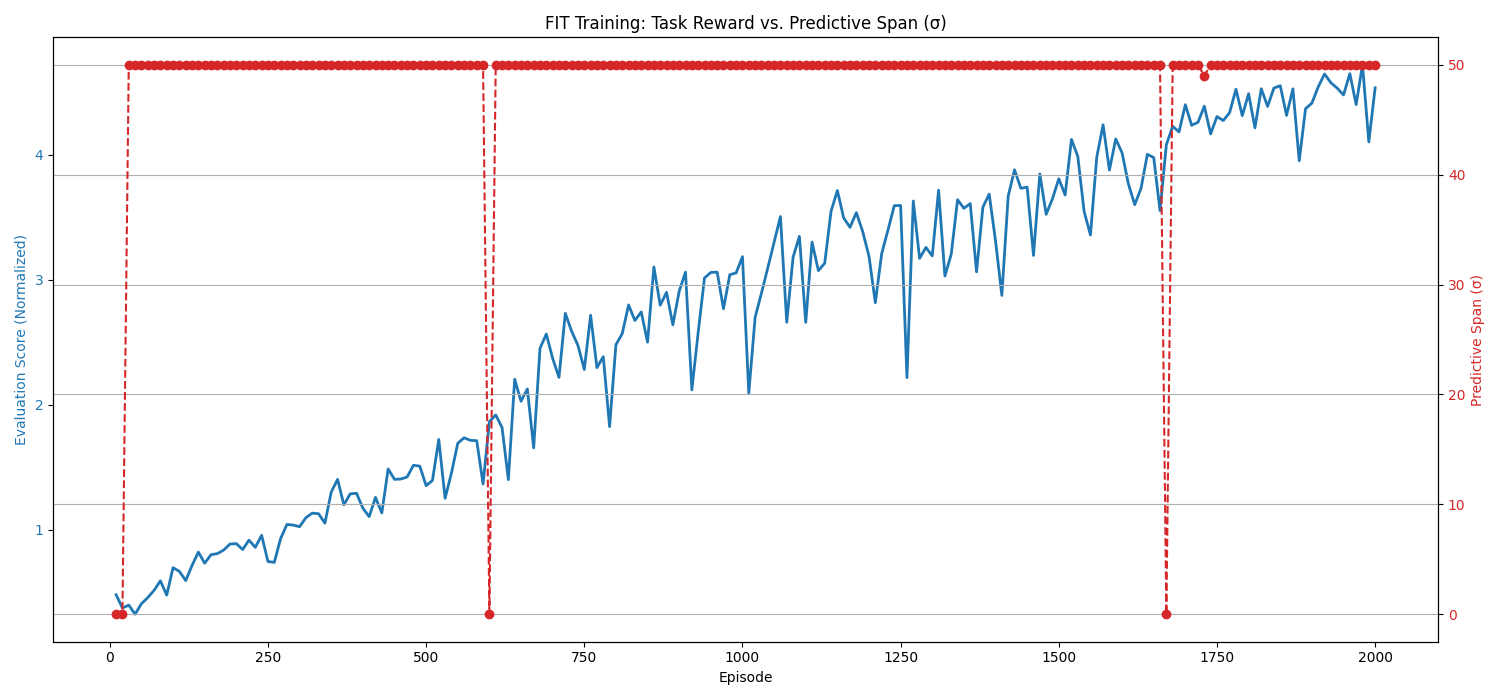 FIT Training: Task Reward vs. Predictive Span (σ)
Evaluation Score (Normalized)
4
3
2
1
50
40
30
20
10
0
Predictive Span (σ)
0 250 500 750 1000 1250 1500 1750 2000
Episode